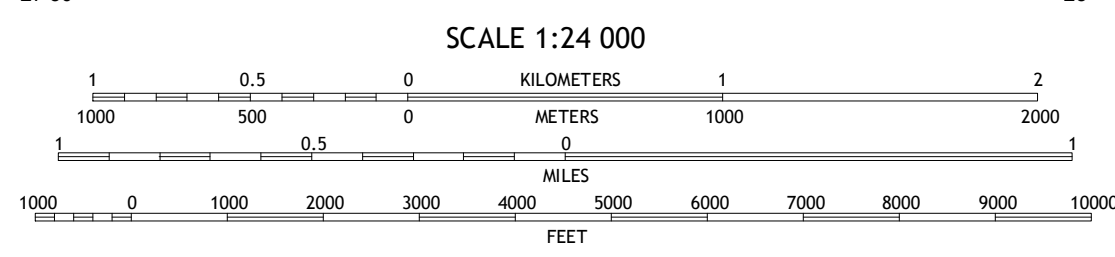 SCALE 1:24 000
1 0.5 0 KILOMETERS 1 2
1000 500 0 METERS 1000 2000
1 0.5 0 1
MILES
1000 0 1000 2000 3000 4000 5000 6000 7000 8000 9000 10000
FEET